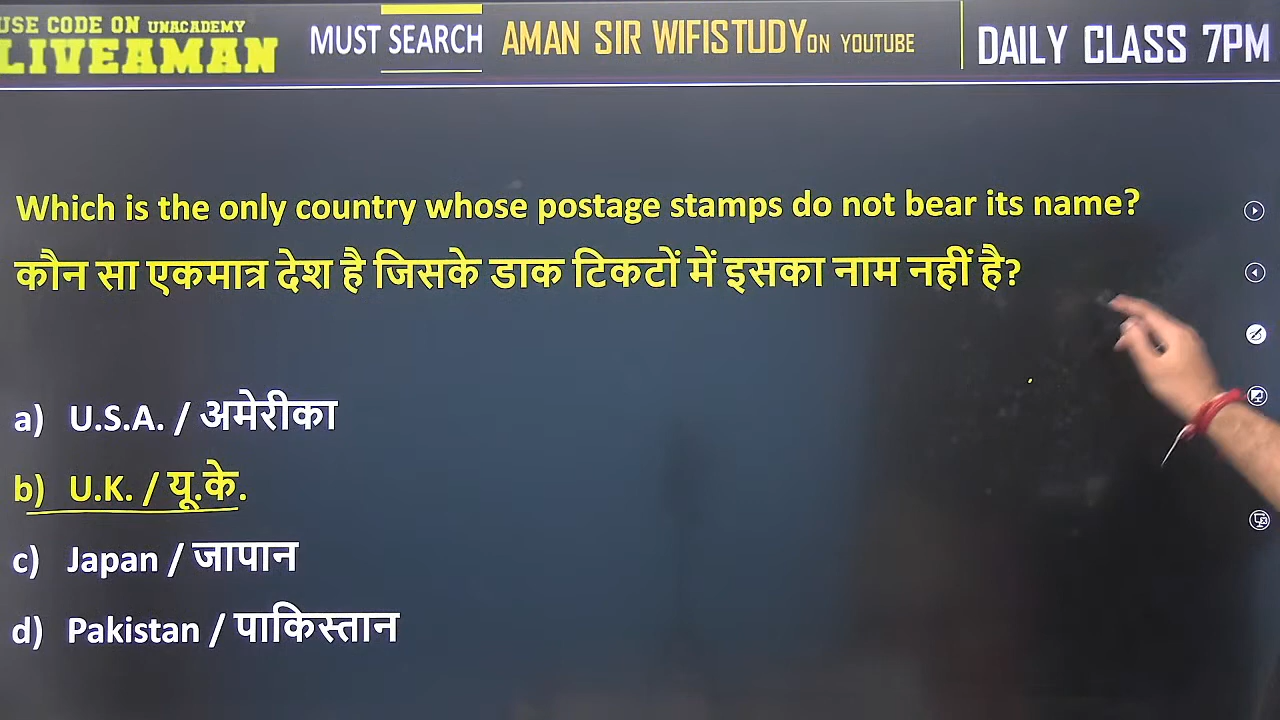 USE CODE ON UNACADEMY
LIVEAMAN
MUST SEARCH AMAN SIR WIFISTUDY ON YOUTUBE
DAILY CLASS 7PM
Which is the only country whose postage stamps do not bear its name?
कौन सा एकमात्र देश है जिसके डाक टिकटों में इसका नाम नहीं है?
a) U.S.A. / अमेरीका
b) U.K. / यू.के.
c) Japan / जापान
d) Pakistan / पाकिस्तान